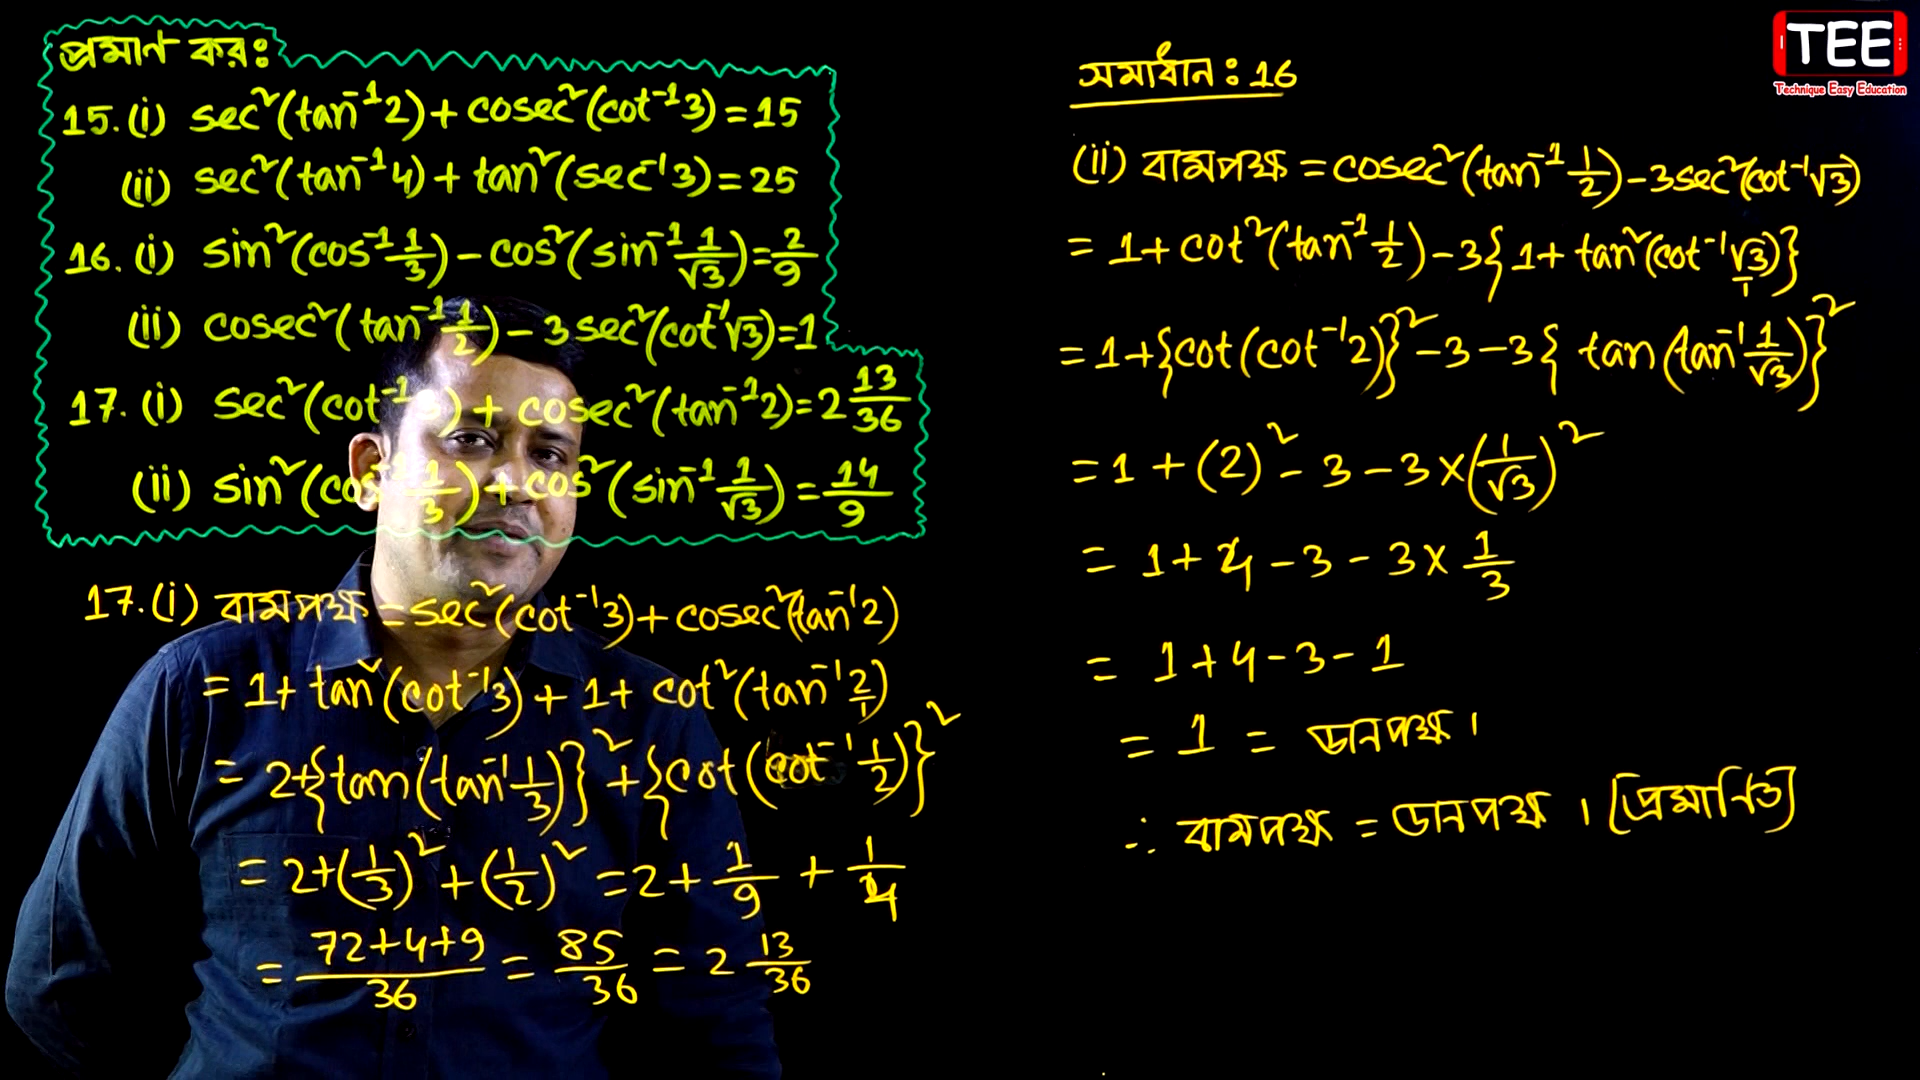 প্রমাণ করঃ
15. (i) sec²(tan⁻¹2) + cosec²(cot⁻¹3) = 15
(ii) sec²(tan⁻¹4) + tan²(sec⁻¹3) = 25
16. (i) sin²(cos⁻¹ 1/3) - cos²(sin⁻¹ 1/√3) = 2/9
(ii) cosec²(tan⁻¹ 1/2) - 3 sec²(cot⁻¹√3) = 1
17. (i) sec²(cot⁻¹3) + cosec²(tan⁻¹2) = 2 13/36
(ii) sin²(cos⁻¹ 1/3) + cos²(sin⁻¹ 1/√3) = 14/9
17. (i) বামপক্ষ = sec²(cot⁻¹3) + cosec²(tan⁻¹2)
= 1 + tan²(cot⁻¹3) + 1 + cot²(tan⁻¹ 2/1)
= 2+{tan(tan⁻¹ 1/3)}² + {cot(cot⁻¹ 1/2)}²
= 2+(1/3)² + (1/2)² = 2 + 1/9 + 1/4
= 72+4+9/36 = 85/36 = 2 13/36
সমাধান : 16
(ii) বামপক্ষ = cosec²(tan⁻¹ 1/2) - 3sec²(cot⁻¹√3)
= 1 + cot²(tan⁻¹ 1/2) - 3{1 + tan²(cot⁻¹ √3/1)}
= 1+{cot(cot⁻¹2)}² - 3 - 3{tan(tan⁻¹ 1/√3)}²
= 1 + (2)² - 3 - 3 × (1/√3)²
= 1 + 4 - 3 - 3 × 1/3
= 1 + 4 - 3 - 1
= 1 = ডানপক্ষ।
∴ বামপক্ষ = ডানপক্ষ। [প্রমাণিত]
TEE
Technique Easy Education